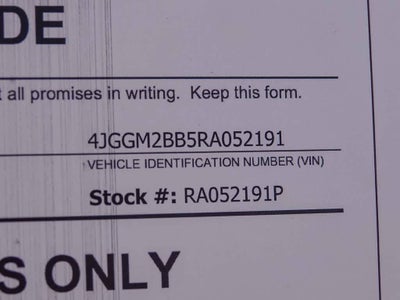 DE
all promises in writing. Keep this form.
4JGGM2BB5RA052191
VEHICLE IDENTIFICATION NUMBER (VIN)
Stock #: RA052191P
S ONLY